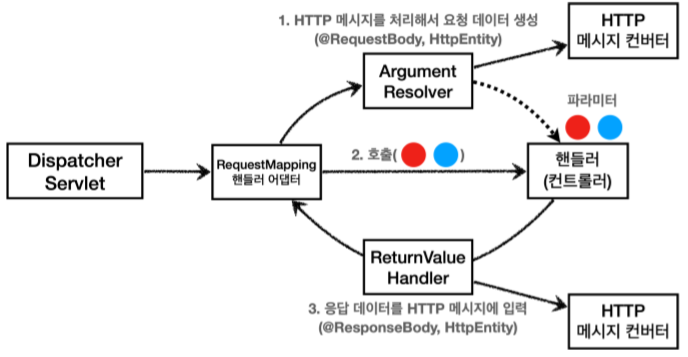 1. HTTP 메시지를 처리해서 요청 데이터 생성
(@RequestBody, HttpEntity)
HTTP
메시지 컨버터
Argument
Resolver
파라미터
Dispatcher
Servlet
RequestMapping
핸들러 어댑터
2. 호출( )
핸들러
(컨트롤러)
ReturnValue
Handler
3. 응답 데이터를 HTTP 메시지에 입력
(@ResponseBody, HttpEntity)
HTTP
메시지 컨버터